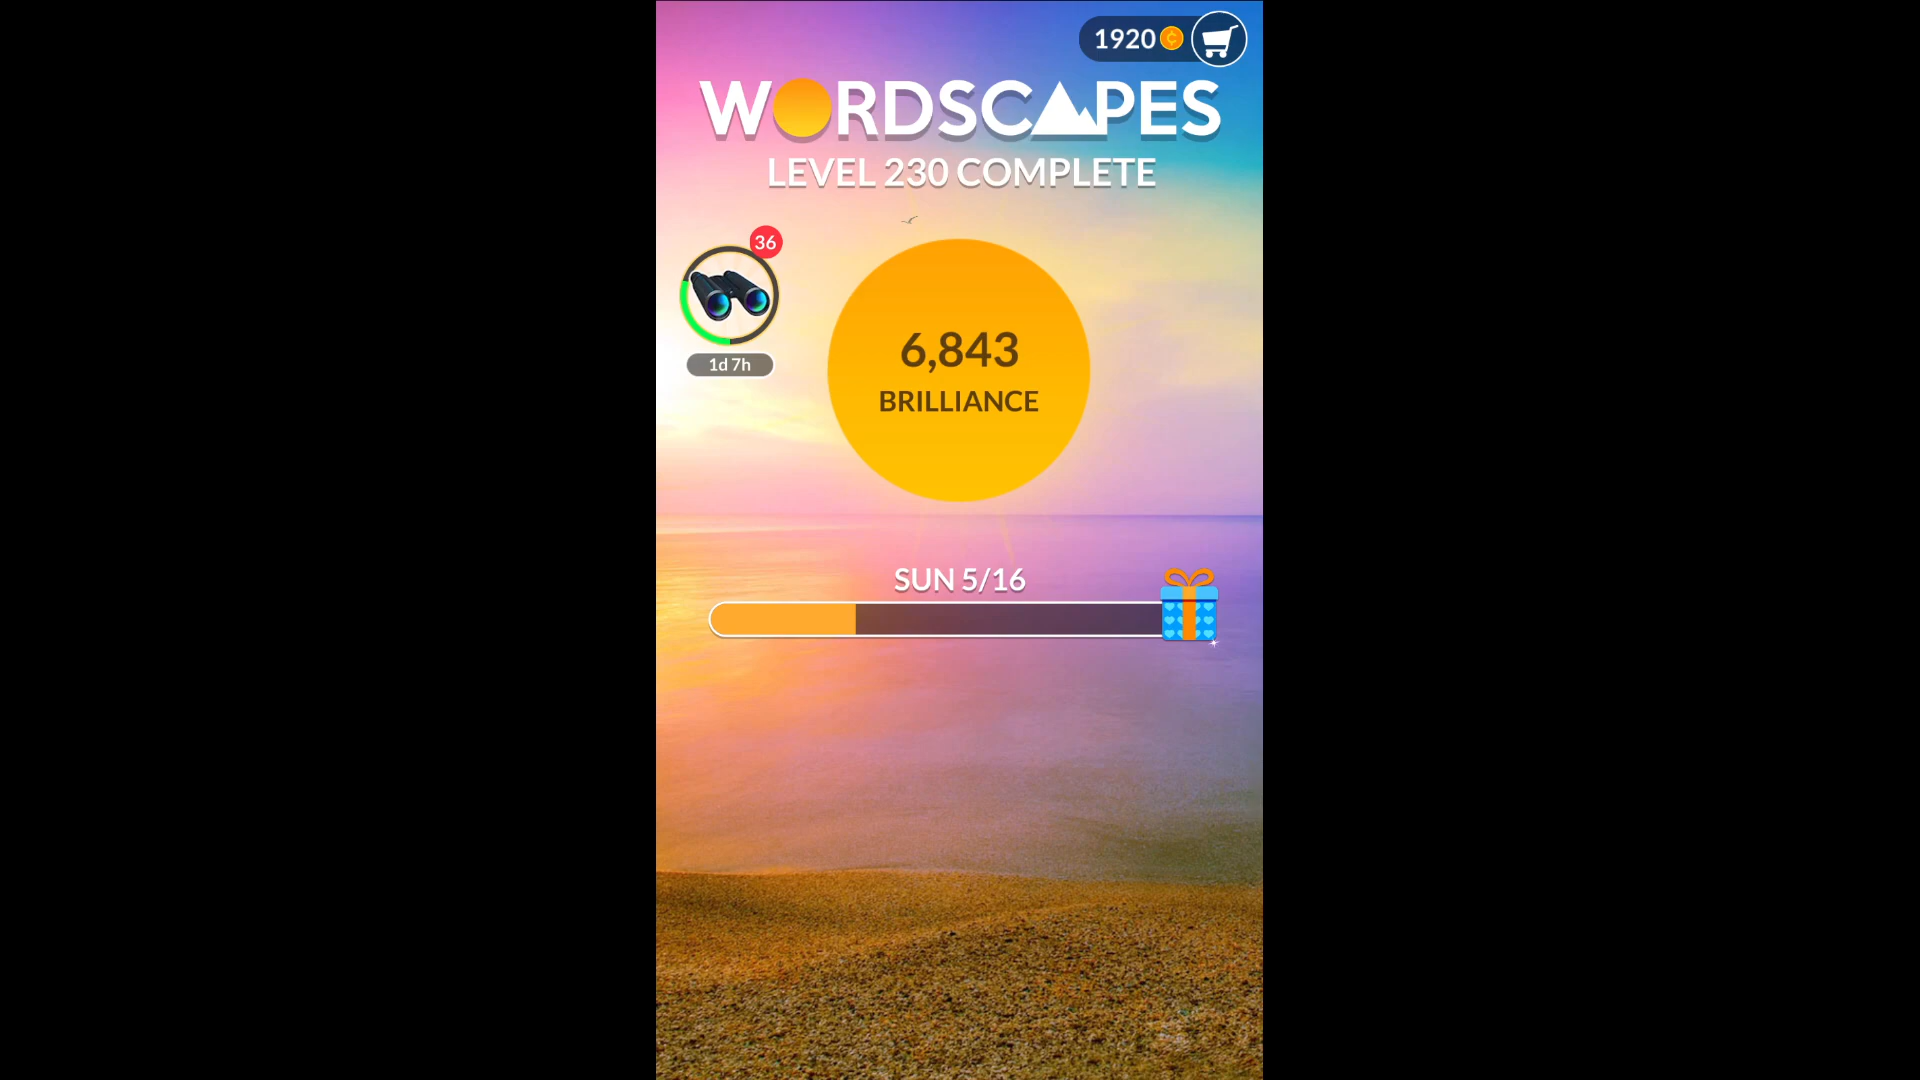 1920
WORDSCAPES
LEVEL 230 COMPLETE
36
1d 7h
6,843
BRILLIANCE
SUN 5/16